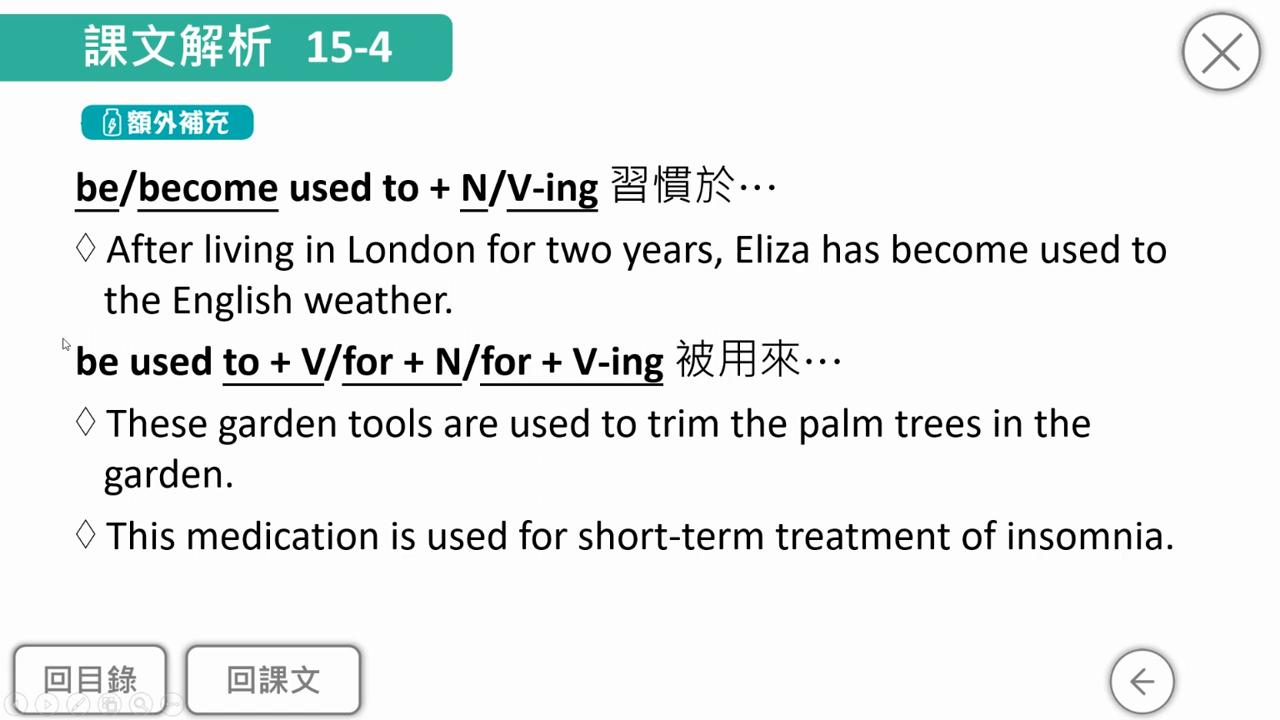 課文解析 15-4
額外補充
be/become used to + N/V-ing 習慣於…
◊ After living in London for two years, Eliza has become used to
the English weather.
be used to + V/for + N/for + V-ing 被用來…
◊ These garden tools are used to trim the palm trees in the
garden.
◊ This medication is used for short-term treatment of insomnia.
回目錄 回課文